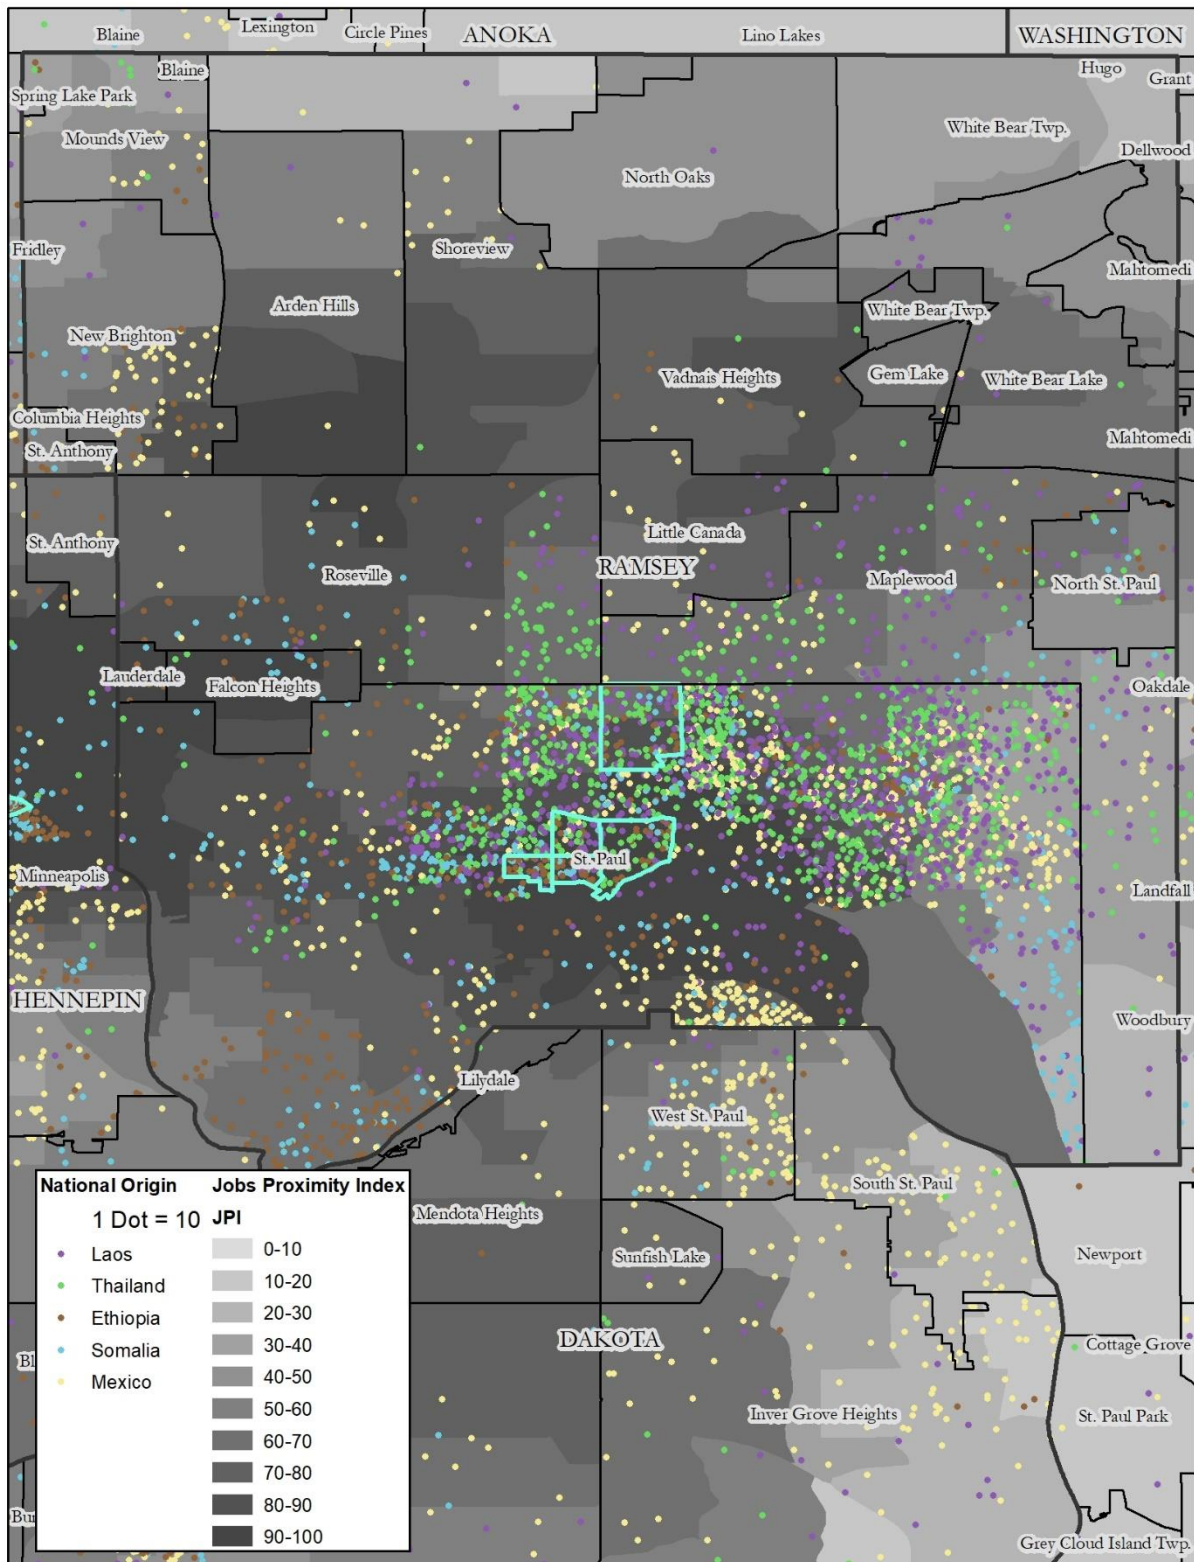 Blaine
Lexington
Circle Pines
ANOKA
Lino Lakes
WASHINGTON
Blaine
Hugo
Grant
Spring Lake Park
Mounds View
White Bear Twp.
Dellwood
North Oaks
Fridley
Shoreview
Mahtomedi
Arden Hills
White Bear Twp.
New Brighton
Vadnais Heights
Gem Lake
White Bear Lake
Columbia Heights
St. Anthony
Mahtomedi
St. Anthony
Little Canada
Roseville
RAMSEY
Maplewood
North St. Paul
Lauderdale
Falcon Heights
Oakdale
St. Paul
Minneapolis
Landfall
HENNEPIN
Woodbury
Lilydale
West St. Paul
South St. Paul
Mendota Heights
Sunfish Lake
Newport
DAKOTA
Cottage Grove
Bl
Inver Grove Heights
St. Paul Park
Bur
Grey Cloud Island Twp.
National Origin
1 Dot = 10
Laos
Thailand
Ethiopia
Somalia
Mexico
Jobs Proximity Index
JPI
0-10
10-20
20-30
30-40
40-50
50-60
60-70
70-80
80-90
90-100